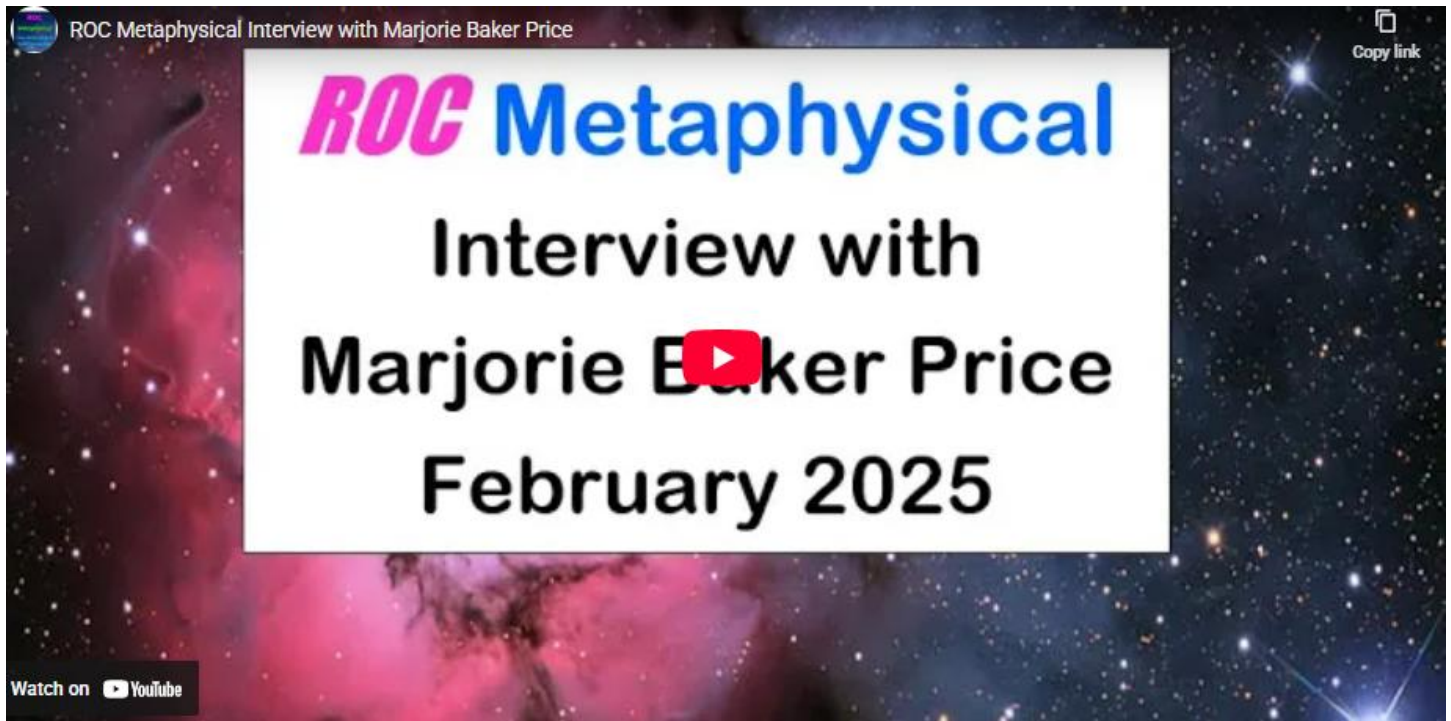 ROC Metaphysical Interview with Marjorie Baker Price
Copy link
ROC Metaphysical
Interview with
Marjorie Baker Price
February 2025
Watch on YouTube